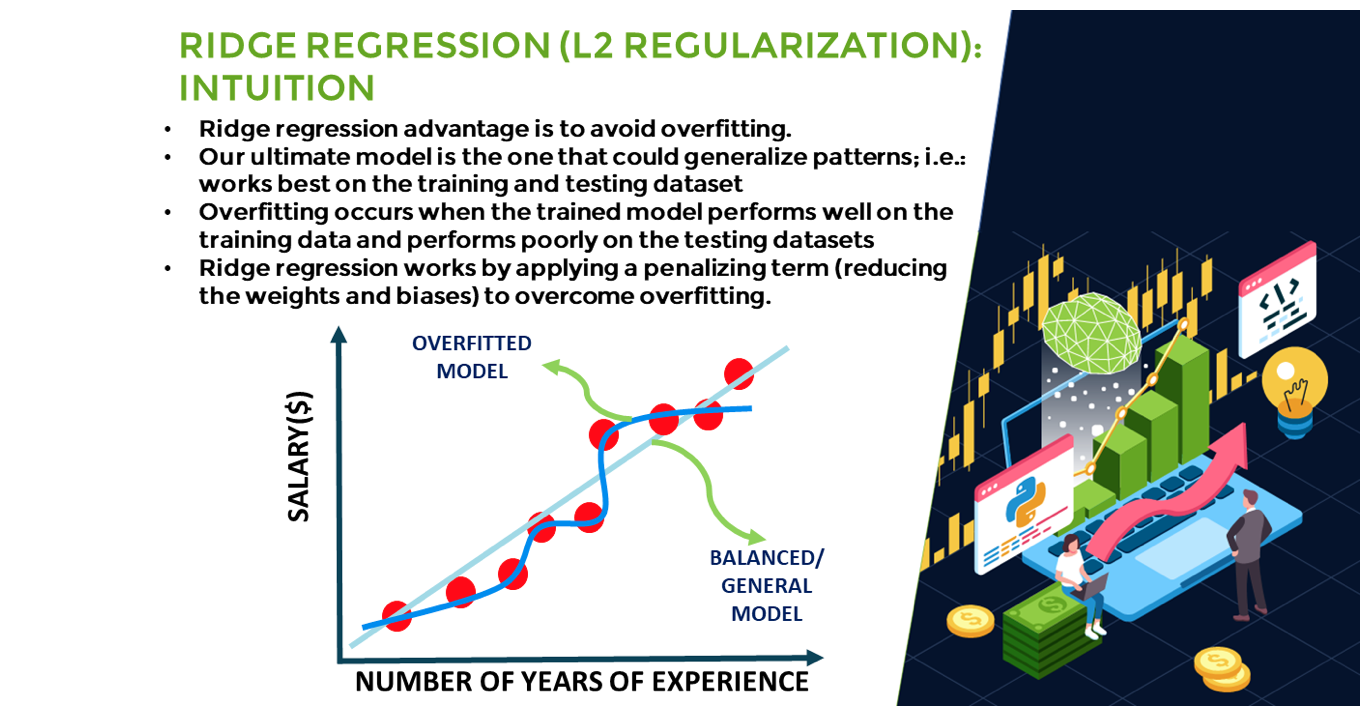 RIDGE REGRESSION (L2 REGULARIZATION):
INTUITION
• Ridge regression advantage is to avoid overfitting.
• Our ultimate model is the one that could generalize patterns; i.e.:
works best on the training and testing dataset
• Overfitting occurs when the trained model performs well on the
training data and performs poorly on the testing datasets
• Ridge regression works by applying a penalizing term (reducing
the weights and biases) to overcome overfitting.
OVERFITTED
MODEL
SALARY($)
BALANCED/
GENERAL
MODEL
NUMBER OF YEARS OF EXPERIENCE